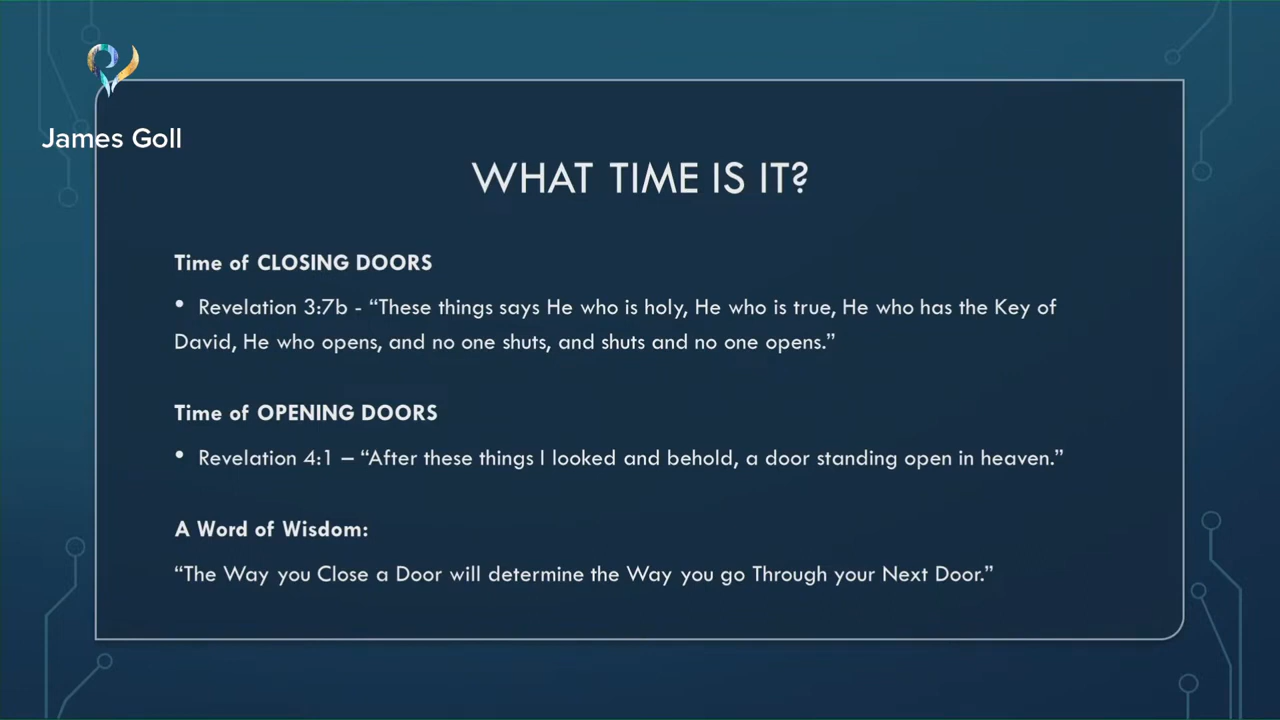 James Goll
WHAT TIME IS IT?
Time of CLOSING DOORS
• Revelation 3:7b - “These things says He who is holy, He who is true, He who has the Key of
David, He who opens, and no one shuts, and shuts and no one opens.”
Time of OPENING DOORS
• Revelation 4:1 – “After these things I looked and behold, a door standing open in heaven.”
A Word of Wisdom:
“The Way you Close a Door will determine the Way you go Through your Next Door.”